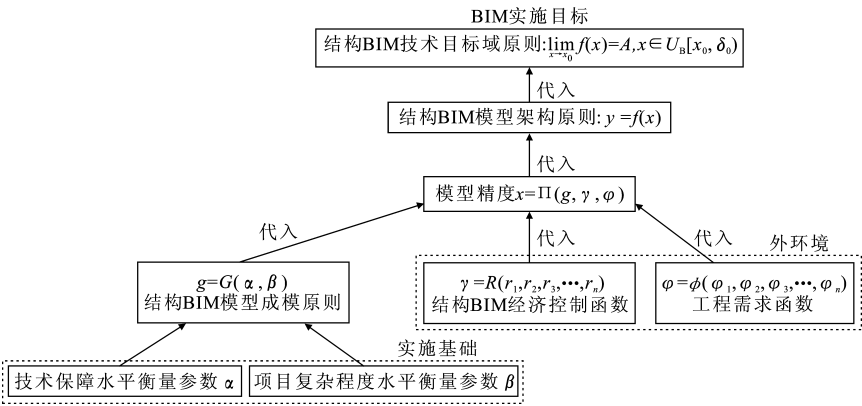 BIM实施目标
结构BIM技术目标域原则:lim f(x)=A,x∈U_B[x₀,δ₀)
x→x₀
代入
结构BIM模型架构原则: y=f(x)
代入
模型精度x=Π(g,γ,φ)
代入
代入
代入
外环境
g=G(α,β)
结构BIM模型成模原则
γ=R(r₁,r₂,r₃,…,rₙ)
结构BIM经济控制函数
φ=ϕ(φ₁,φ₂,φ₃,…,φₙ)
工程需求函数
实施基础
技术保障水平衡量参数α
项目复杂程度水平衡量参数β